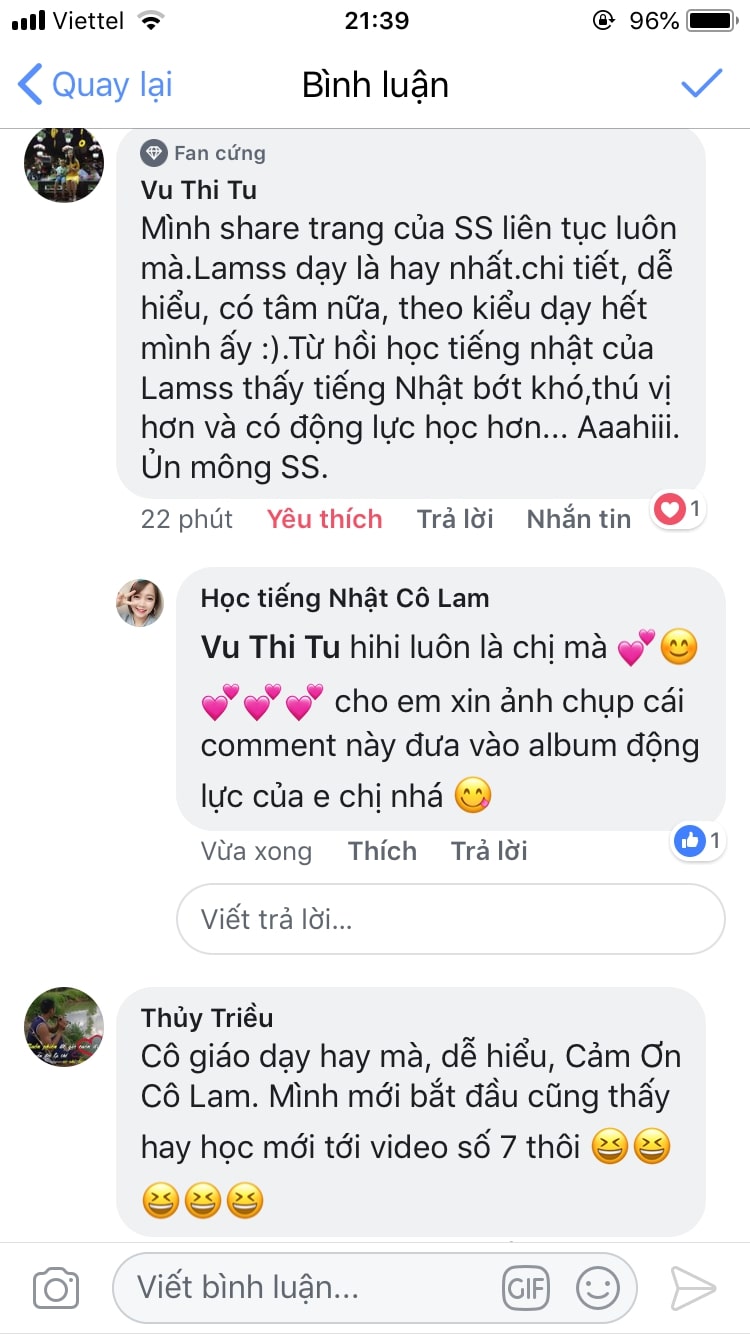 Viettel 21:39 96%
Quay lại Bình luận
Fan cứng
Vu Thi Tu
Mình share trang của SS liên tục luôn
mà.Lamss dạy là hay nhất.chi tiết, dễ
hiểu, có tâm nữa, theo kiểu dạy hết
mình ấy :).Từ hồi học tiếng nhật của
Lamss thấy tiếng Nhật bớt khó,thú vị
hơn và có động lực học hơn... Aaahiii.
Ủn mông SS.
22 phút Yêu thích Trả lời Nhắn tin 1
Học tiếng Nhật Cô Lam
Vu Thi Tu hihi luôn là chị mà 💕😊
💕💕💕 cho em xin ảnh chụp cái
comment này đưa vào album động
lực của e chị nhá 😋
Vừa xong Thích Trả lời 1
Viết trả lời...
Thủy Triều
Cô giáo dạy hay mà, dễ hiểu, Cảm Ơn
Cô Lam. Mình mới bắt đầu cũng thấy
hay học mới tới video số 7 thôi 😆😆
😆😆😆
Viết bình luận... GIF